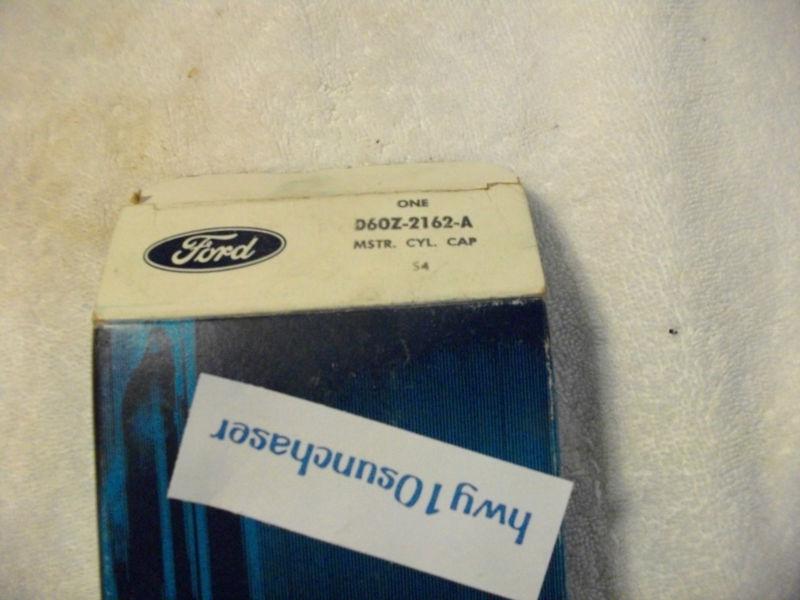 ONE
Ford
D6OZ-2162-A
MSTR. CYL. CAP
S4
hwy10sunchaser